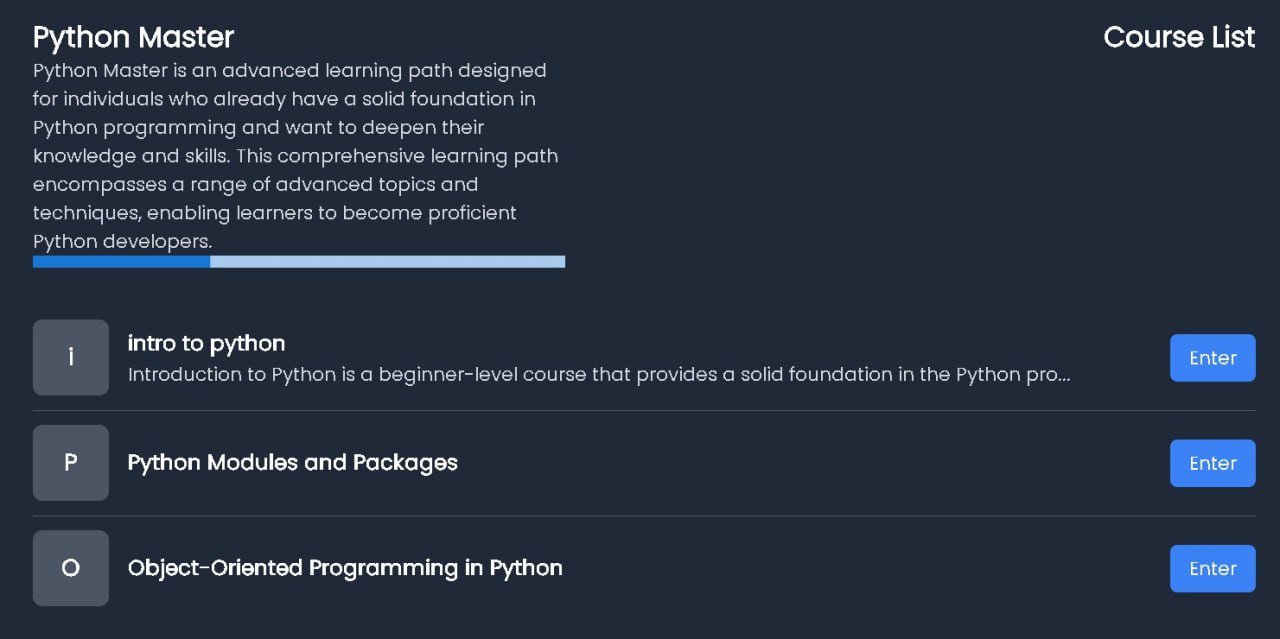 Python Master
Course List
Python Master is an advanced learning path designed
for individuals who already have a solid foundation in
Python programming and want to deepen their
knowledge and skills. This comprehensive learning path
encompasses a range of advanced topics and
techniques, enabling learners to become proficient
Python developers.
i
intro to python
Introduction to Python is a beginner-level course that provides a solid foundation in the Python pro...
Enter
P
Python Modules and Packages
Enter
O
Object-Oriented Programming in Python
Enter